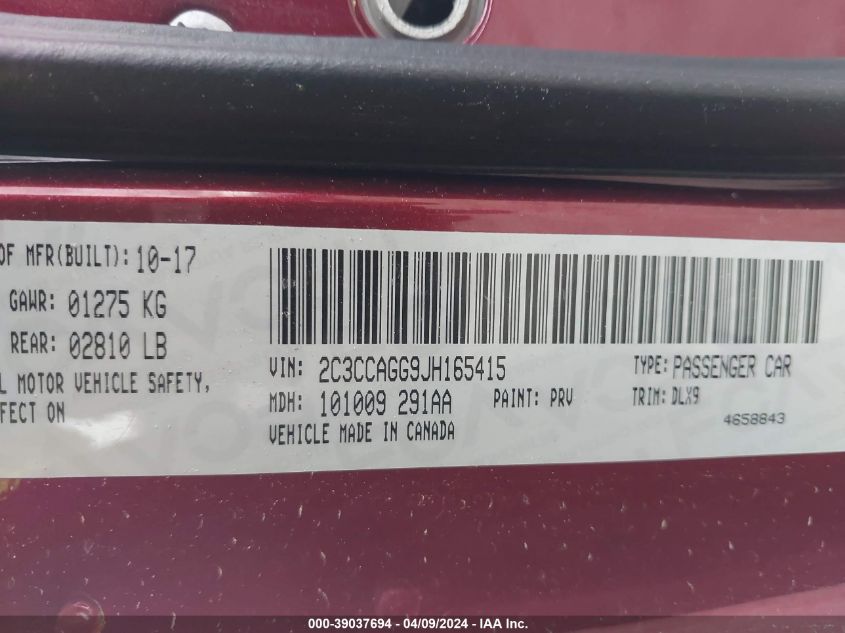 OF MFR(BUILT): 10-17
GAWR: 01275 KG
REAR: 02810 LB
L MOTOR VEHICLE SAFETY,
FECT ON
VIN: 2C3CCAGG9JH165415
TYPE: PASSENGER CAR
MDH: 101009 291AA
PAINT: PRV
TRIM: DLX9
VEHICLE MADE IN CANADA
4658843
000-39037694 - 04/09/2024 - IAA Inc.